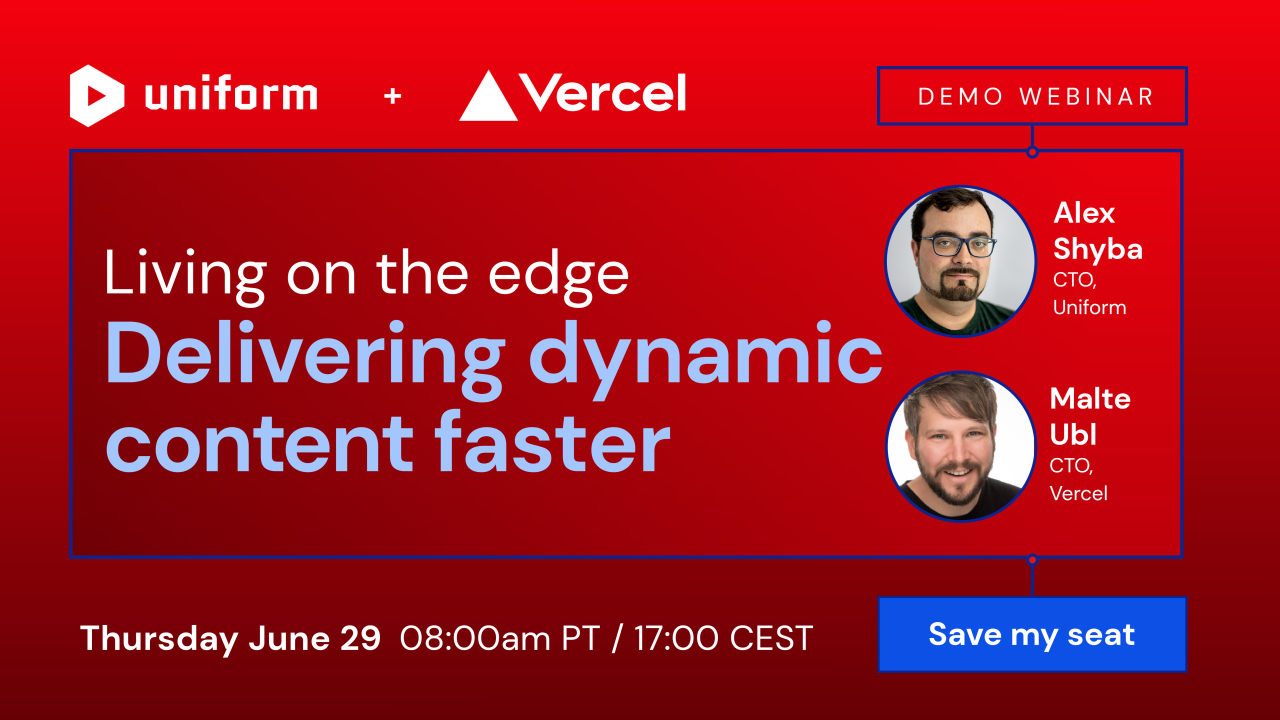 uniform + Vercel
DEMO WEBINAR
Living on the edge
Delivering dynamic
content faster
Alex
Shyba
CTO,
Uniform
Malte
Ubl
CTO,
Vercel
Thursday June 29 08:00am PT / 17:00 CEST
Save my seat